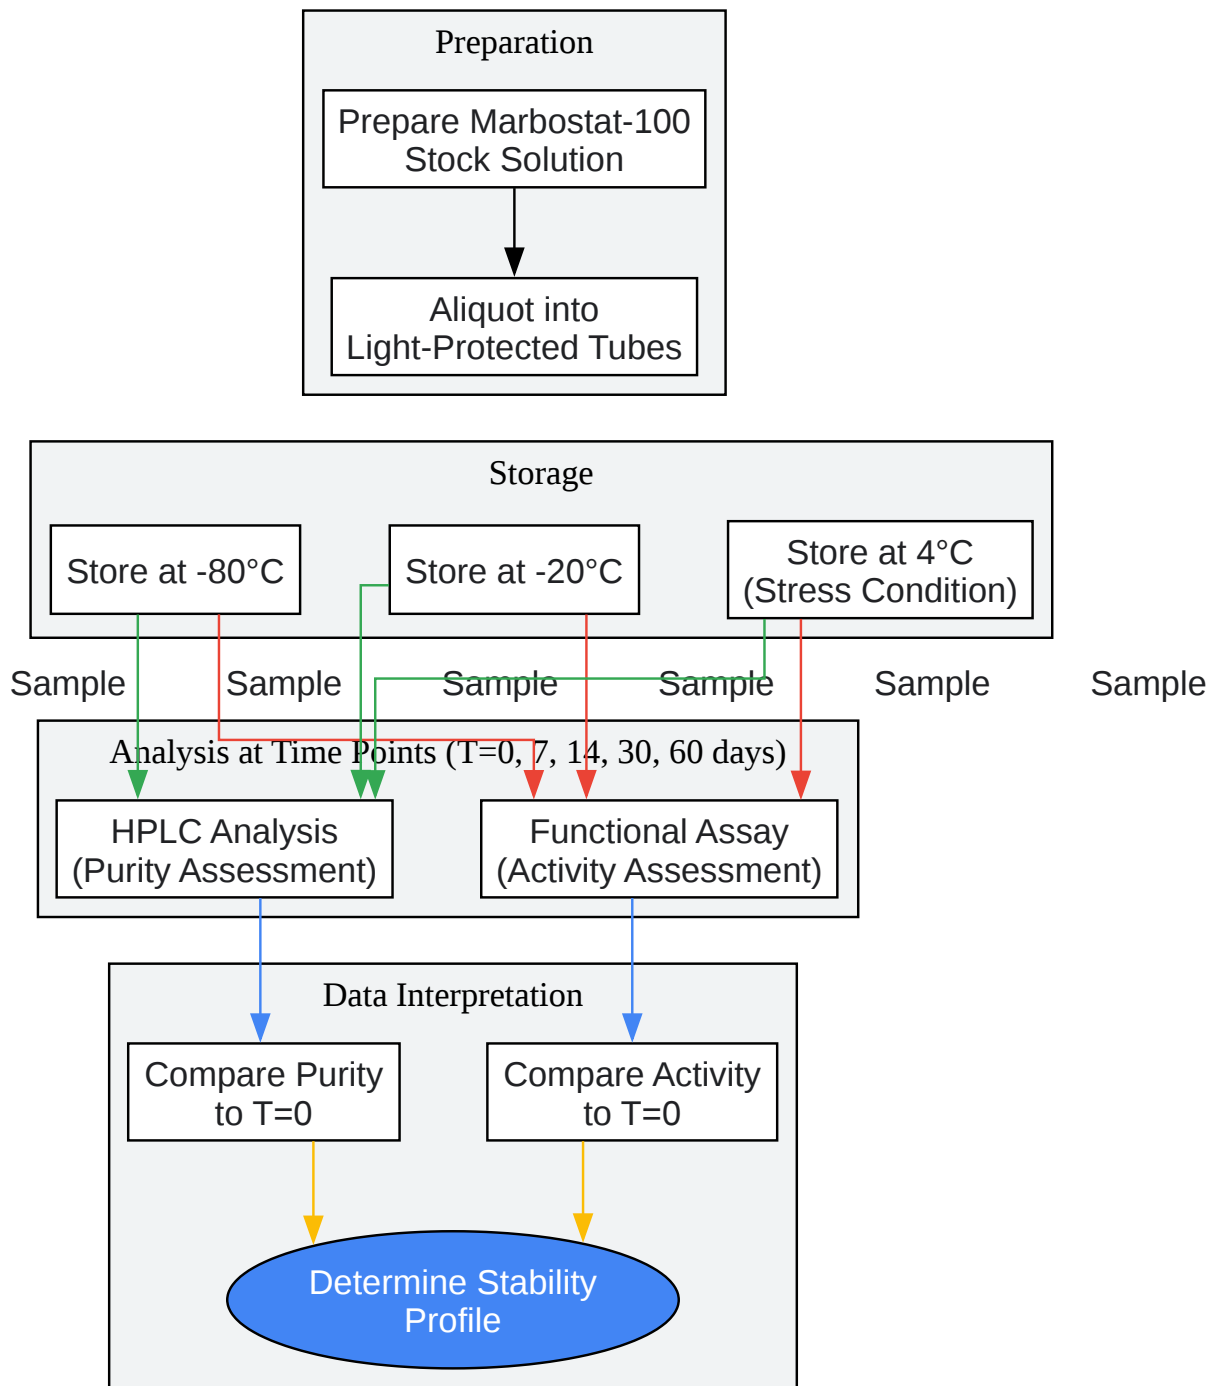 Preparation
Prepare Marbostat-100
Stock Solution
Aliquot into
Light-Protected Tubes
Storage
Store at -80°C
Store at -20°C
Store at 4°C
(Stress Condition)
Sample
Sample
Sample
Sample
Sample
Sample
Analysis at Time Points (T=0, 7, 14, 30, 60 days)
HPLC Analysis
(Purity Assessment)
Functional Assay
(Activity Assessment)
Data Interpretation
Compare Purity
to T=0
Compare Activity
to T=0
Determine Stability
Profile